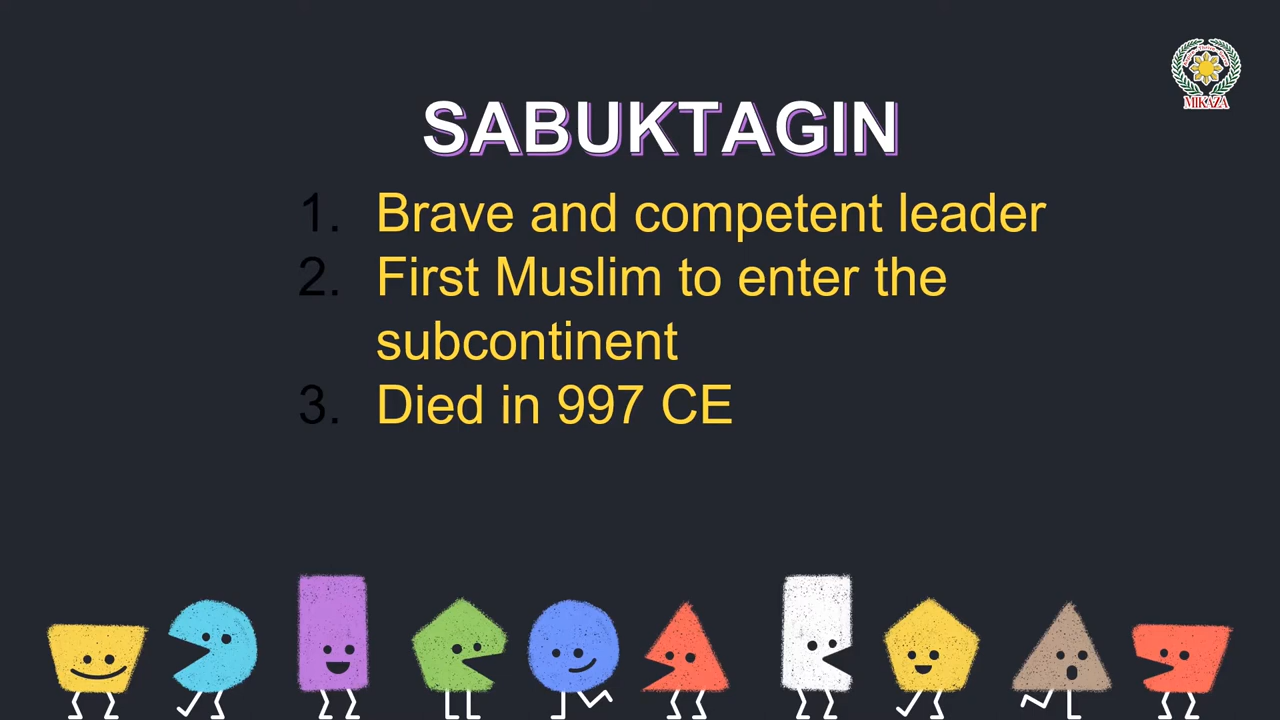 MIKAZA
SABUKTAGIN
1. Brave and competent leader
2. First Muslim to enter the
subcontinent
3. Died in 997 CE